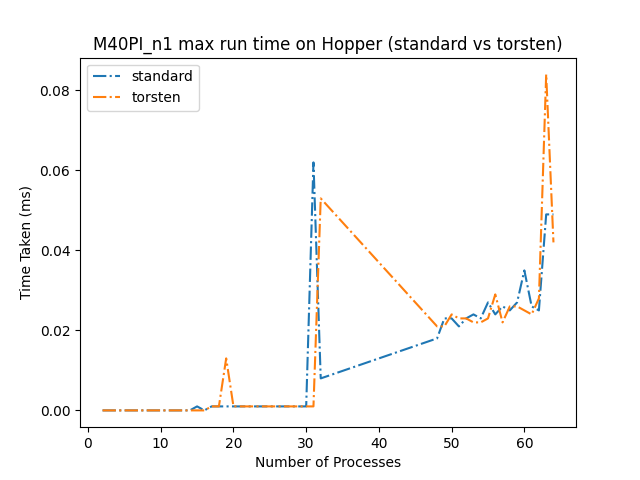 M40PI_n1 max run time on Hopper (standard vs torsten)
standard
torsten
Time Taken (ms)
0.08
0.06
0.04
0.02
0.00
0 10 20 30 40 50 60
Number of Processes